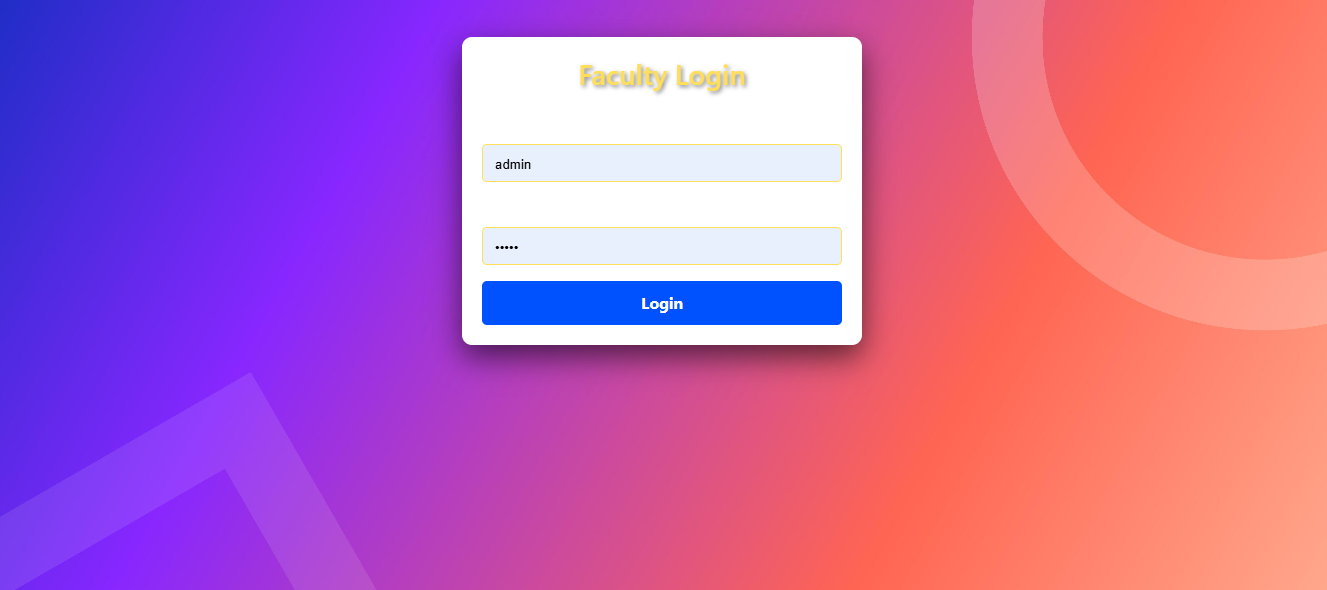 Faculty Login
admin
•••••
Login